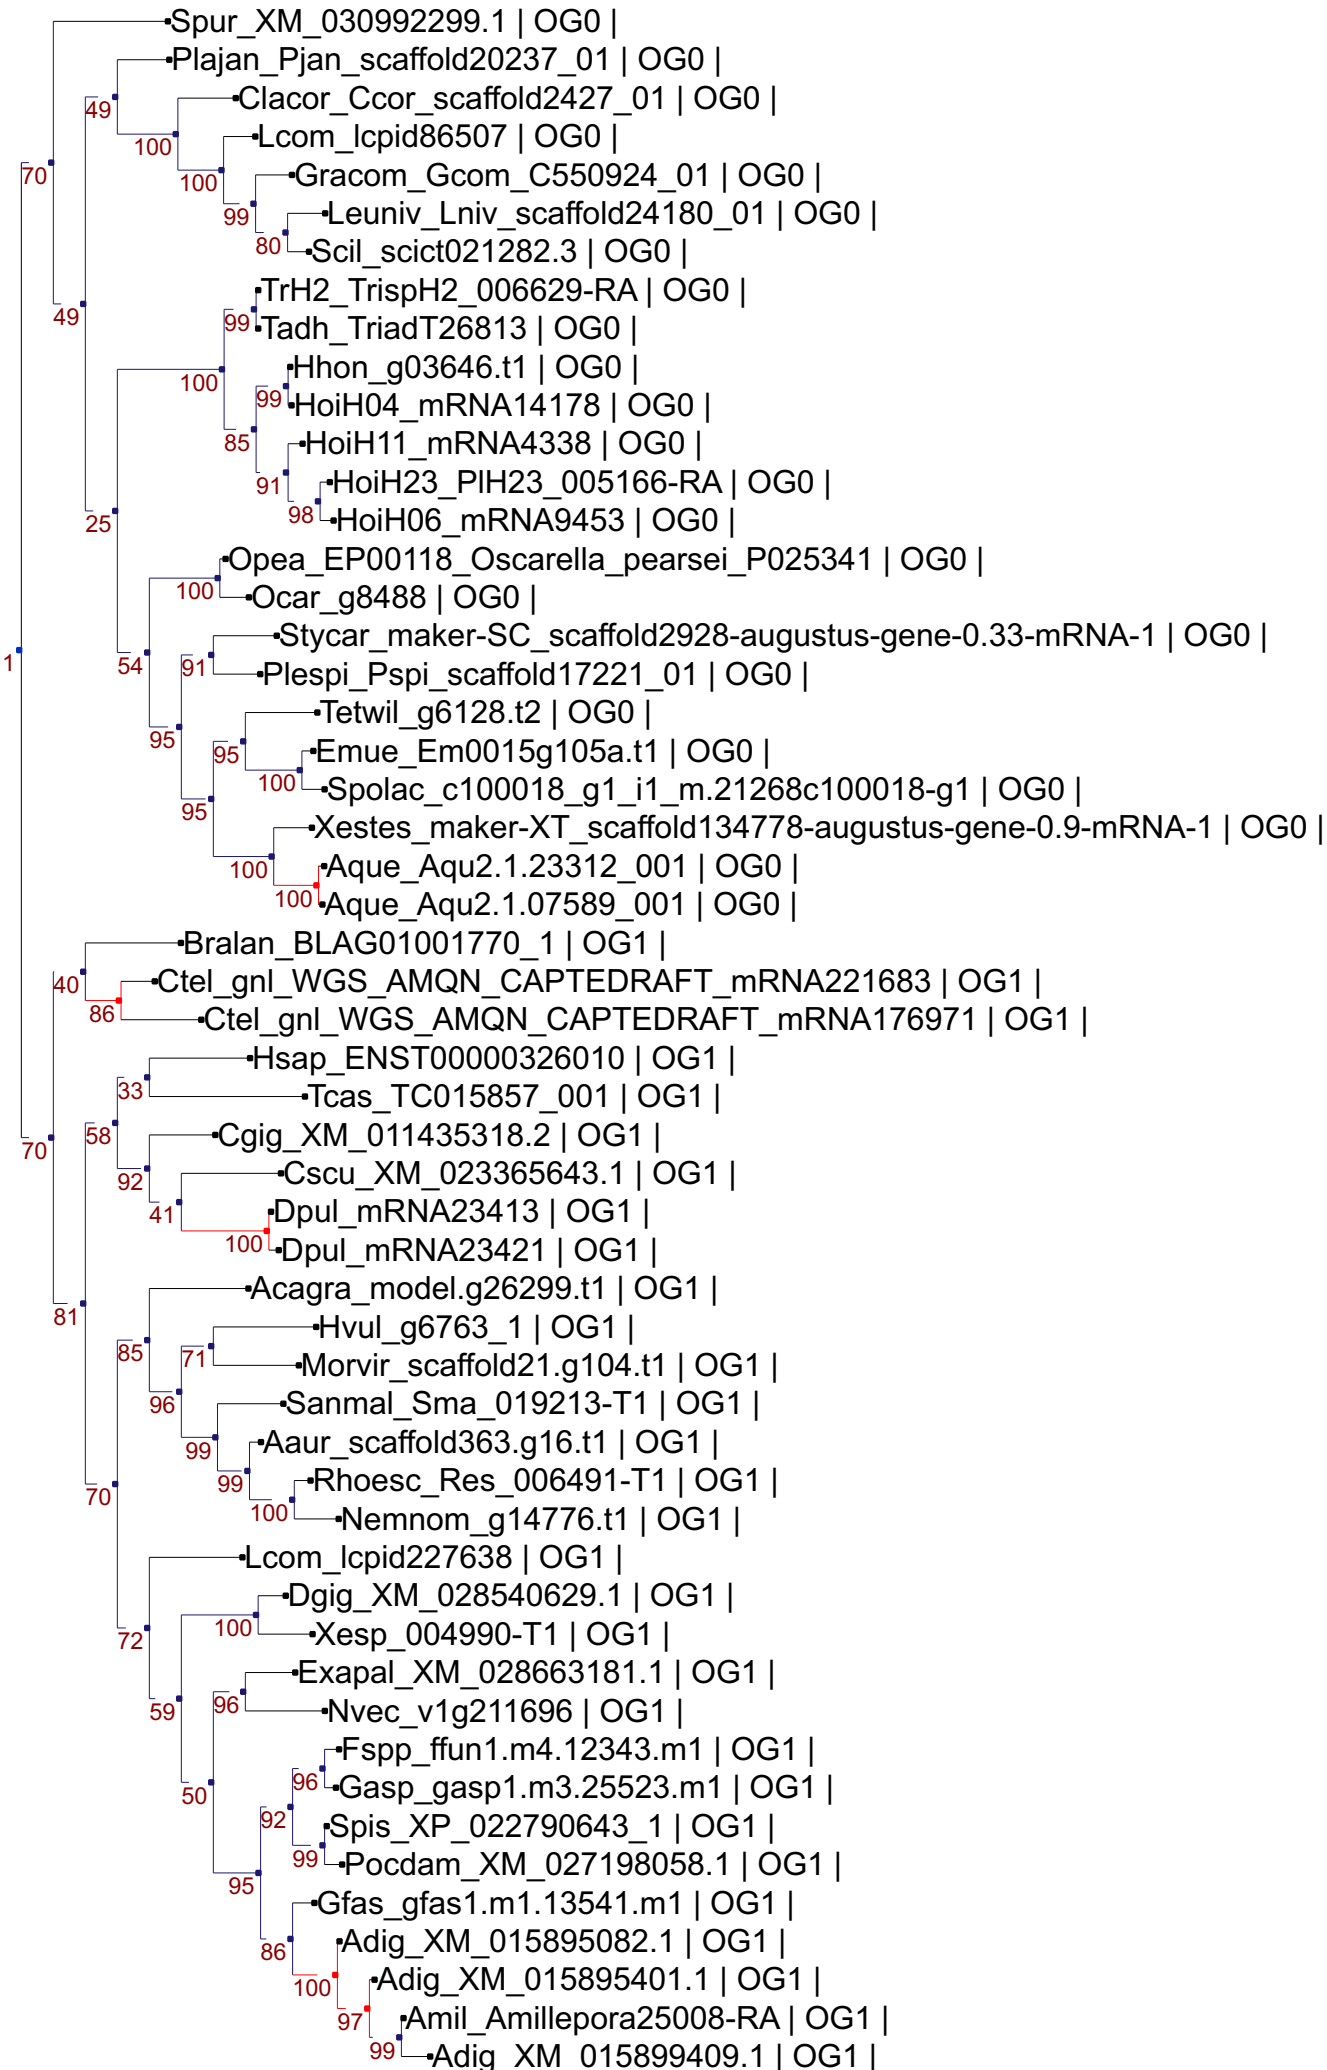 Spur_XM_030992299.1 | OG0 |
Plajan_Pjan_scaffold20237_01 | OG0 |
49
Clacor_Ccor_scaffold2427_01 | OG0 |
100
Lcom_lcpid86507 | OG0 |
70
Gracom_Gcom_C550924_01 | OG0 |
100
Leuniv_Lniv_scaffold24180_01 | OG0 |
99
80
Scil_scict021282.3 | OG0 |
TrH2_TrispH2_006629-RA | OG0 |
49
99
Tadh_TriadT26813 | OG0 |
Hhon_g03646.t1 | OG0 |
100
99
HoiH04_mRNA14178 | OG0 |
85
HoiH11_mRNA4338 | OG0 |
91
HoiH23_PlH23_005166-RA | OG0 |
98
25
HoiH06_mRNA9453 | OG0 |
Opea_EP00118_Oscarella_pearsei_P025341 | OG0 |
100
Ocar_g8488 | OG0 |
Stycar_maker-SC_scaffold2928-augustus-gene-0.33-mRNA-1 | OG0 |
1
54
91
Plespi_Pspi_scaffold17221_01 | OG0 |
Tetwil_g6128.t2 | OG0 |
95
95
Emue_Em0015g105a.t1 | OG0 |
100
Spolac_c100018_g1_i1_m.21268c100018-g1 | OG0 |
95
Xestes_maker-XT_scaffold134778-augustus-gene-0.9-mRNA-1 | OG0 |
100
Aque_Aqu2.1.23312_001 | OG0 |
100
Aque_Aqu2.1.07589_001 | OG0 |
Bralan_BLAG01001770_1 | OG1 |
40
Ctel_gnl_WGS_AMQN_CAPTEDRAFT_mRNA221683 | OG1 |
86
Ctel_gnl_WGS_AMQN_CAPTEDRAFT_mRNA176971 | OG1 |
Hsap_ENST00000326010 | OG1 |
33
Tcas_TC015857_001 | OG1 |
58
Cgig_XM_011435318.2 | OG1 |
70
92
Cscu_XM_023365643.1 | OG1 |
41
Dpul_mRNA23413 | OG1 |
100
Dpul_mRNA23421 | OG1 |
Acagra_model.g26299.t1 | OG1 |
81
Hvul_g6763_1 | OG1 |
85
71
Morvir_scaffold21.g104.t1 | OG1 |
96
Sanmal_Sma_019213-T1 | OG1 |
99
Aaur_scaffold363.g16.t1 | OG1 |
99
Rhoesc_Res_006491-T1 | OG1 |
70
100
Nemnom_g14776.t1 | OG1 |
Lcom_lcpid227638 | OG1 |
Dgig_XM_028540629.1 | OG1 |
100
72
Xesp_004990-T1 | OG1 |
Exapal_XM_028663181.1 | OG1 |
59
96
Nvec_v1g211696 | OG1 |
Fspp_ffun1.m4.12343.m1 | OG1 |
96
50
Gasp_gasp1.m3.25523.m1 | OG1 |
92
Spis_XP_022790643_1 | OG1 |
99
Pocdam_XM_027198058.1 | OG1 |
95
Gfas_gfas1.m1.13541.m1 | OG1 |
86
Adig_XM_015895082.1 | OG1 |
100
Adig_XM_015895401.1 | OG1 |
97
Amil_Amillepora25008-RA | OG1 |
99
Adig_XM_015899409.1 | OG1 |